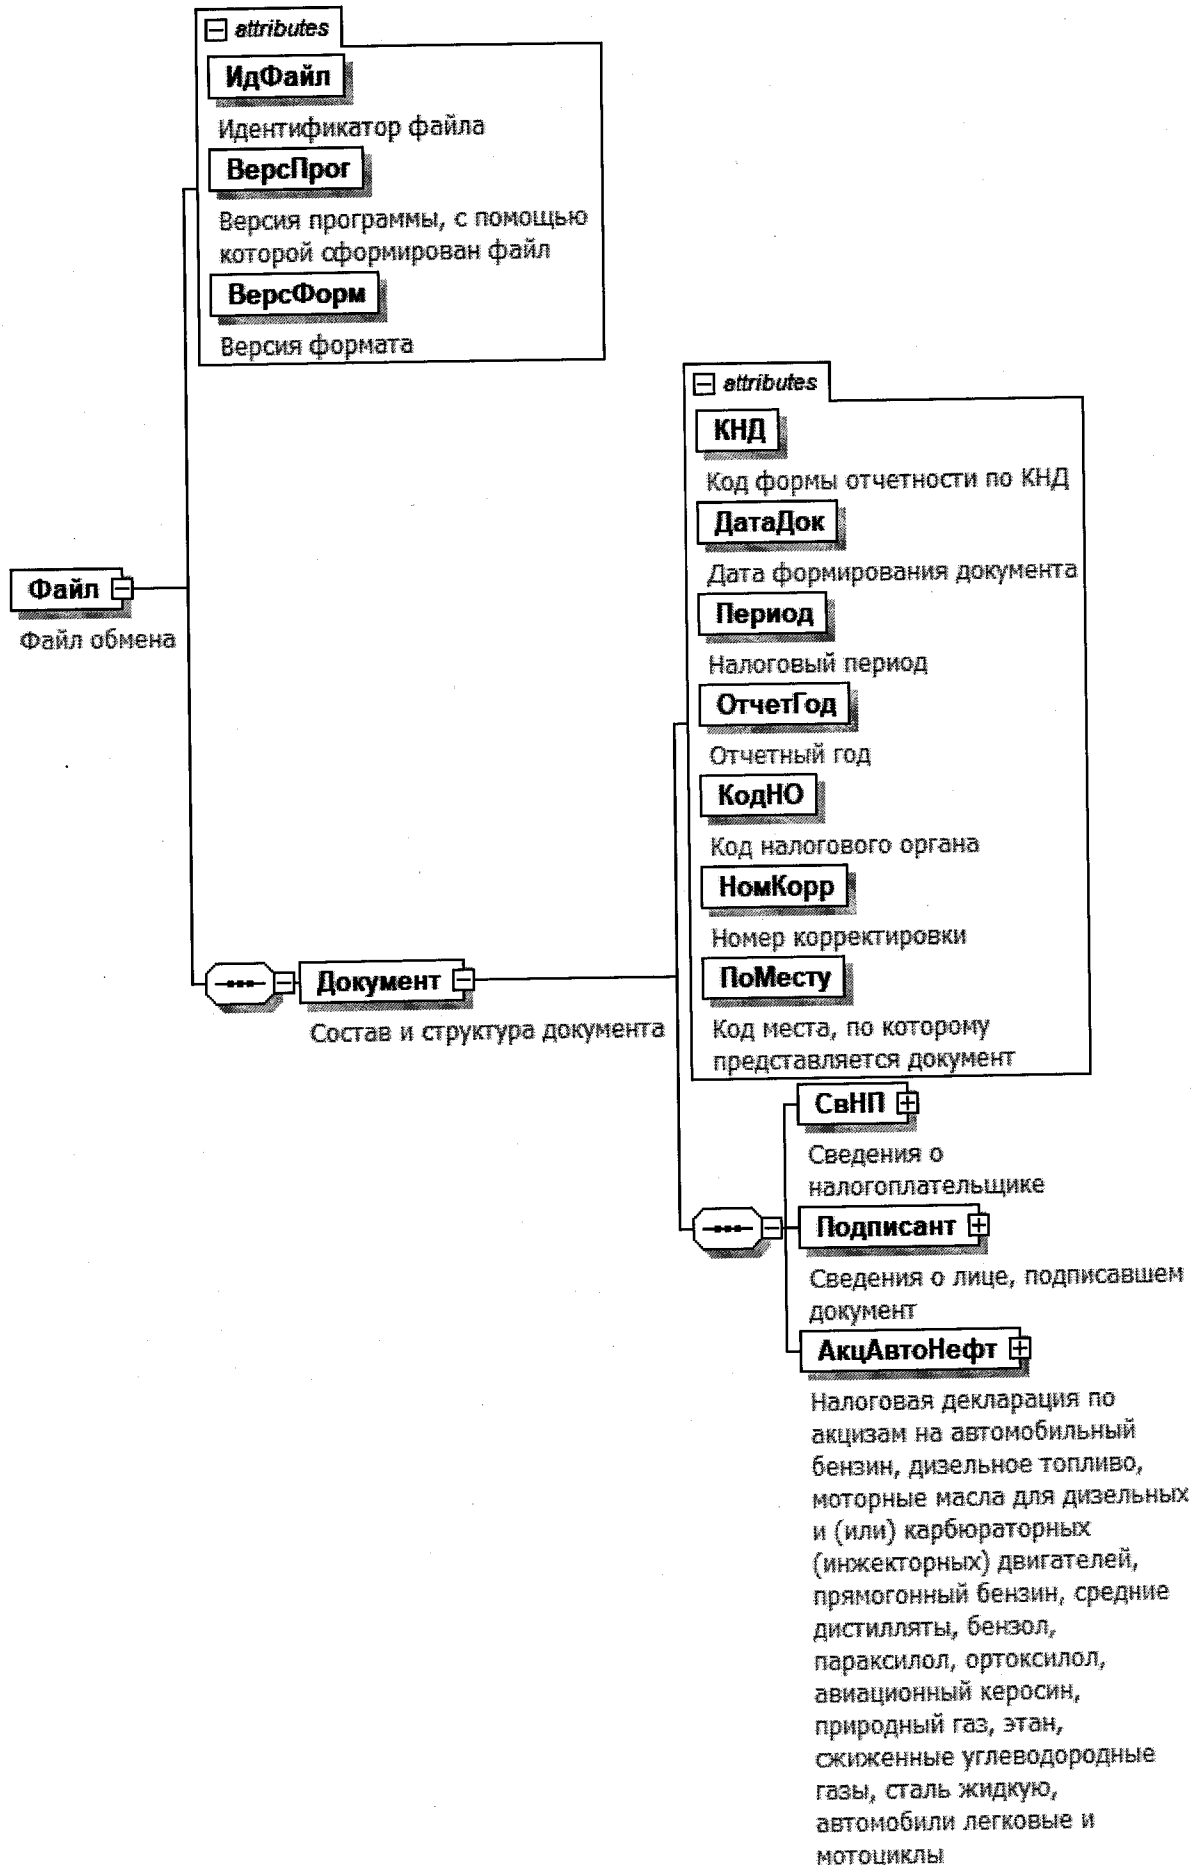 attributes
ИдФайл
Идентификатор файла
ВерсПрог
Версия программы, с помощью
которой сформирован файл
ВерсФорм
Версия формата
Файл
Файл обмена
Документ
Состав и структура документа
attributes
КНД
Код формы отчетности по КНД
ДатаДок
Дата формирования документа
Период
Налоговый период
ОтчетГод
Отчетный год
КодНО
Код налогового органа
НомКорр
Номер корректировки
ПоМесту
Код места, по которому
представляется документ
СвНП
Сведения о
налогоплательщике
Подписант
Сведения о лице, подписавшем
документ
АкцАвтоНефт
Налоговая декларация по
акцизам на автомобильный
бензин, дизельное топливо,
моторные масла для дизельных
и (или) карбюраторных
(инжекторных) двигателей,
прямогонный бензин, средние
дистилляты, бензол,
параксилол, ортоксилол,
авиационный керосин,
природный газ, этан,
сжиженные углеводородные
газы, сталь жидкую,
автомобили легковые и
мотоциклы